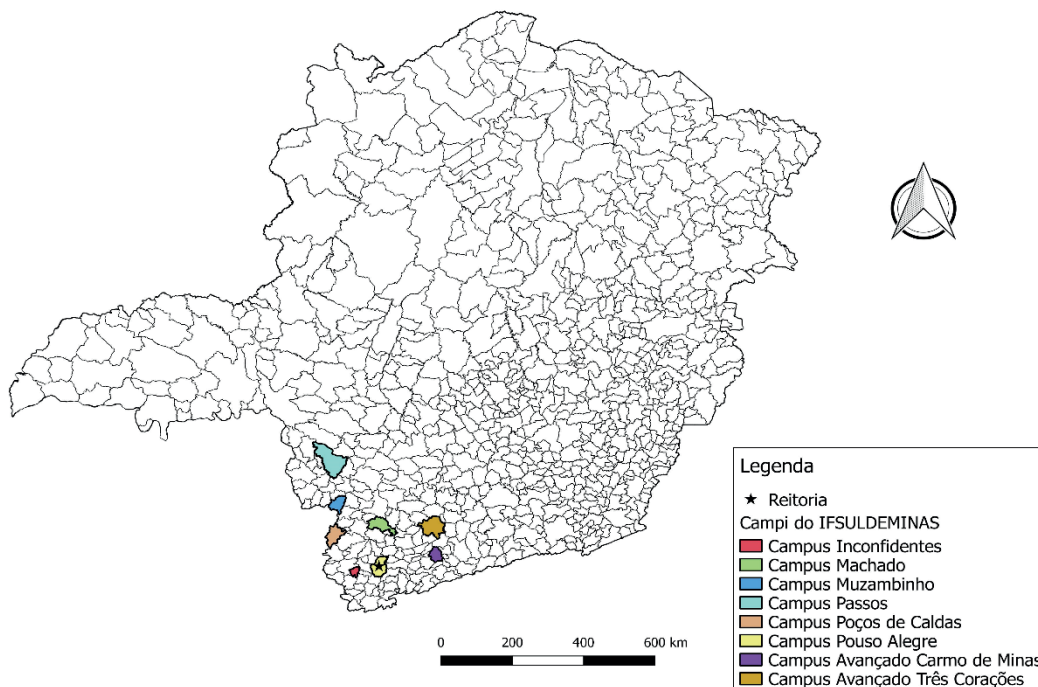 Legenda
Reitoria
Campi do IFSULDEMINAS
Campus Inconfidentes
Campus Machado
Campus Muzambinho
Campus Passos
Campus Poços de Caldas
Campus Pouso Alegre
Campus Avançado Carmo de Minas
Campus Avançado Três Corações
0 200 400 600 km